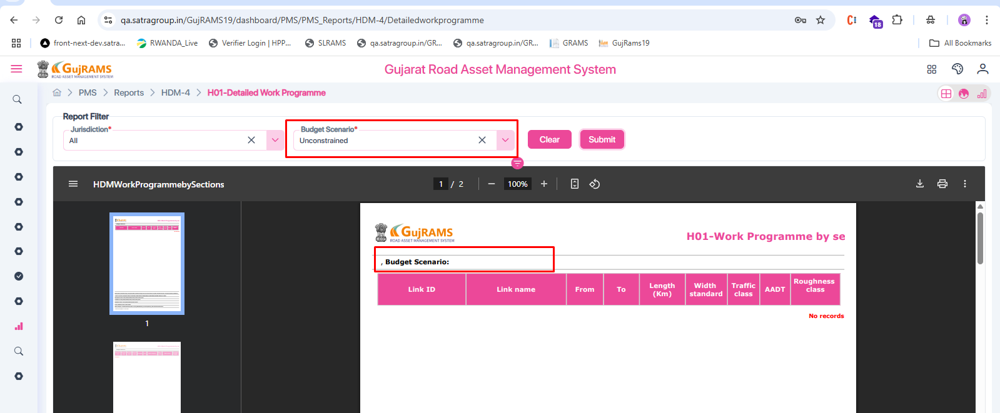 qa.satragroup.in/GujRAMS19/dashboard/PMS/PMS_Reports/HDM-4/Detailedworkprogramme
18
front-next-dev.satra...
RWANDA_Live
Verifier Login | HPP...
SLRAMS
qa.satragroup.in/GR...
qa.satragroup.in/GR...
GRAMS
GujRams19
All Bookmarks
GujRAMS
ROAD ASSET MANAGEMENT SYSTEM
Gujarat Road Asset Management System
PMS > Reports > HDM-4 > H01-Detailed Work Programme
Report Filter
Jurisdiction*
All
Budget Scenario*
Unconstrained
Clear
Submit
HDMWorkProgrammebySections
1 / 2
100%
GujRAMS
ROAD ASSET MANAGEMENT SYSTEM
H01-Work Programme by se
, Budget Scenario:
Link ID
Link name
From
To
Length (Km)
Width standard
Traffic class
AADT
Roughness class
No records
1